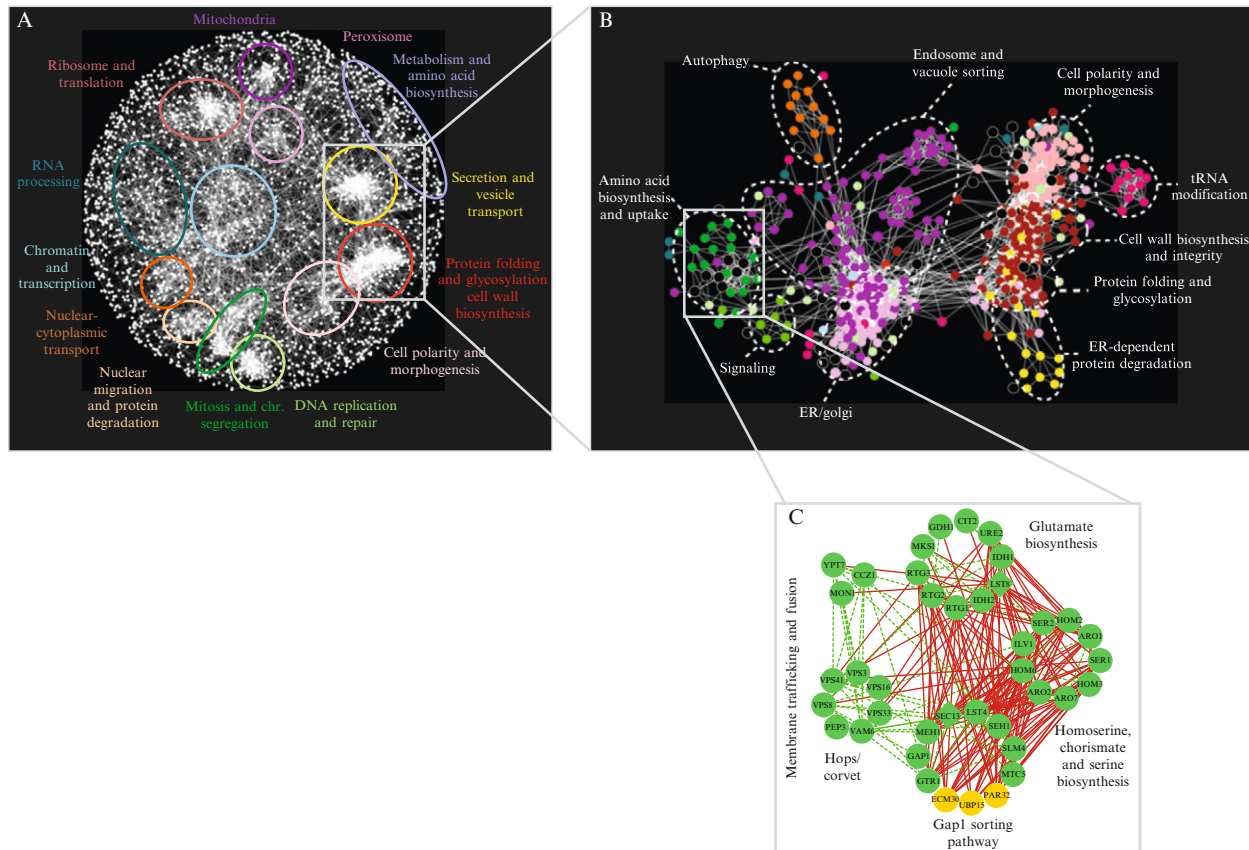 A
Mitochondria
Peroxisome
Metabolism and
amino acid
biosynthesis
Ribosome and
translation
RNA
processing
Secretion and
vesicle
transport
Chromatin
and
transcription
Protein folding
and glycosylation
cell wall
biosynthesis
Nuclear-
cytoplasmic
transport
Cell polarity and
morphogenesis
Nuclear
migration
and protein
degradation
Mitosis and chr.
segregation
DNA replication
and repair
B
Autophagy
Endosome and
vacuole sorting
Cell polarity and
morphogenesis
Amino acid
biosynthesis
and uptake
tRNA
modification
Cell wall biosynthesis
and integrity
Protein folding and
glycosylation
ER-dependent
protein degradation
Signaling
ER/golgi
C
Glutamate
biosynthesis
Membrane trafficking and fusion
Hops/
corvet
Homoserine,
chorismate
and serine
biosynthesis
Gap1 sorting
pathway
GDH1
CIT2
URE2
MKS1
IDH1
YPT7
CCZ1
RTG3
LST8
MON1
RTG2
RTG1
IDH2
SER2
HOM2
ARO1
ILV1
SER1
VPS41
VPS3
VPS16
HOM6
HOM3
ARO2
ARO7
VPS8
VPS33
SEC13
LST4
PEP3
VAM6
MEH1
SEH1
GAP1
SLM4
GTR1
MTC5
ECM30
UBP15
PAR32